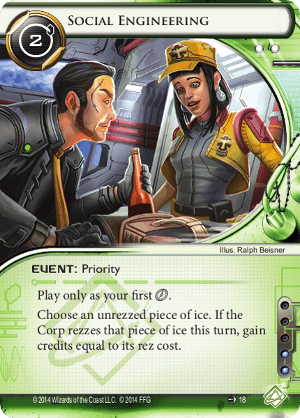 Social Engineering
2
Illus. Ralph Beisner
EVENT: Priority
Play only as your first .
Choose an unrezzed piece of ice. If the
Corp rezzes that piece of ice this turn, gain
credits equal to its rez cost.
© 2014 Wizards of the Coast LLC. © 2014 FFG
18